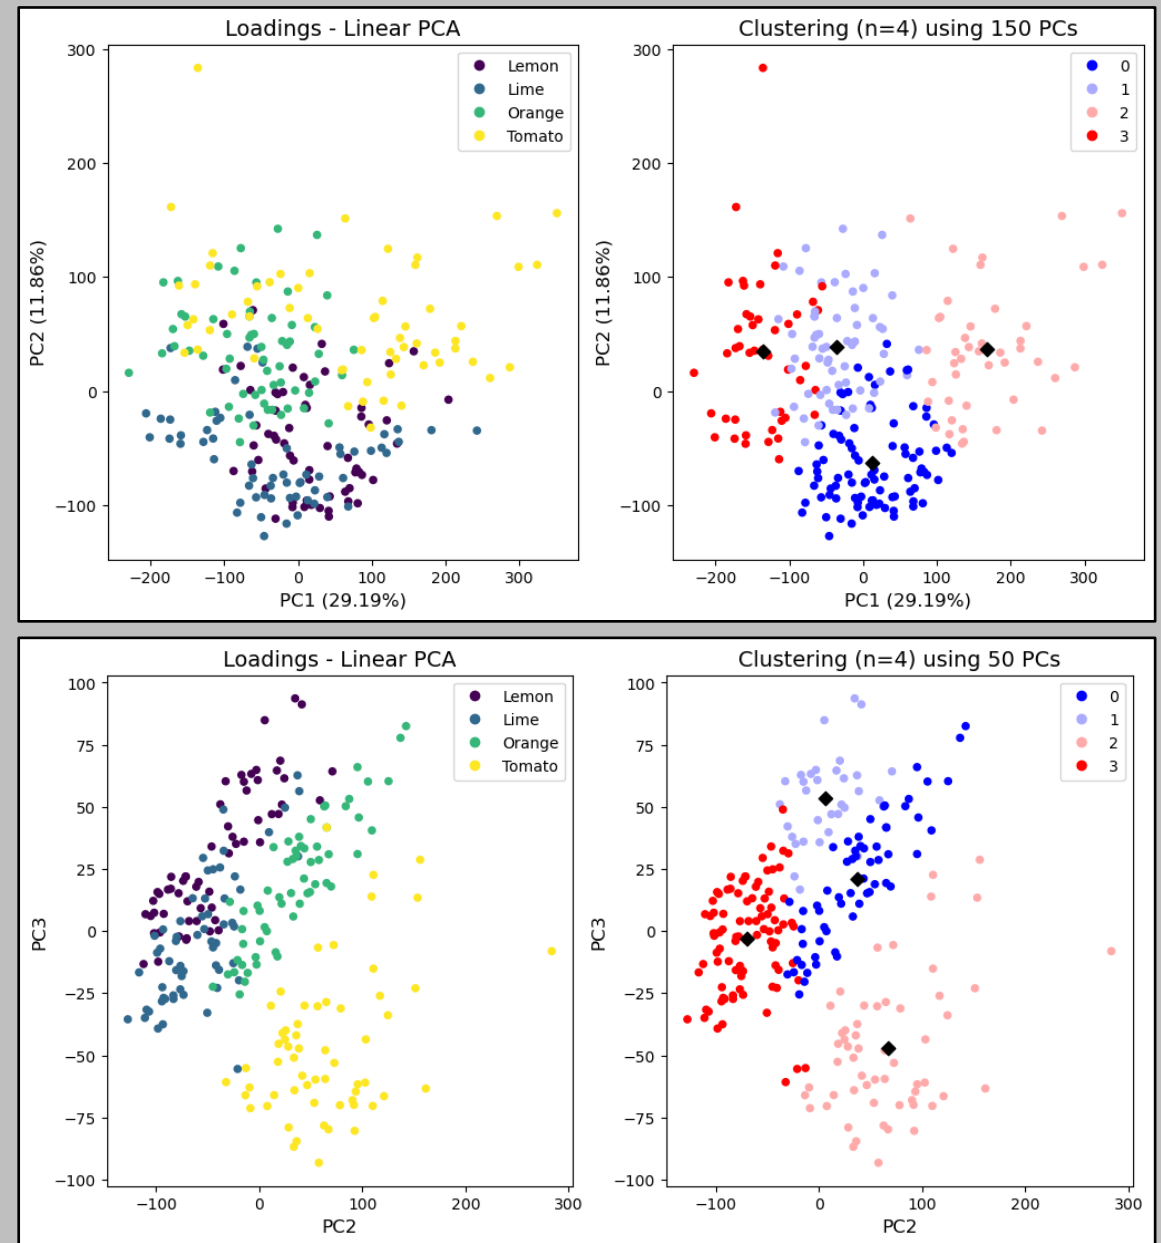 Loadings - Linear PCA
300
200
100
0
−100
PC2 (11.86%)
−200
−100
0
100
200
300
PC1 (29.19%)
Lemon
Lime
Orange
Tomato
Clustering (n=4) using 150 PCs
300
200
100
0
−100
PC2 (11.86%)
−200
−100
0
100
200
300
PC1 (29.19%)
0
1
2
3
Loadings - Linear PCA
100
75
50
25
0
−25
−50
−75
−100
PC3
−100
0
100
200
300
PC2
Lemon
Lime
Orange
Tomato
Clustering (n=4) using 50 PCs
100
75
50
25
0
−25
−50
−75
−100
PC3
−100
0
100
200
300
PC2
0
1
2
3